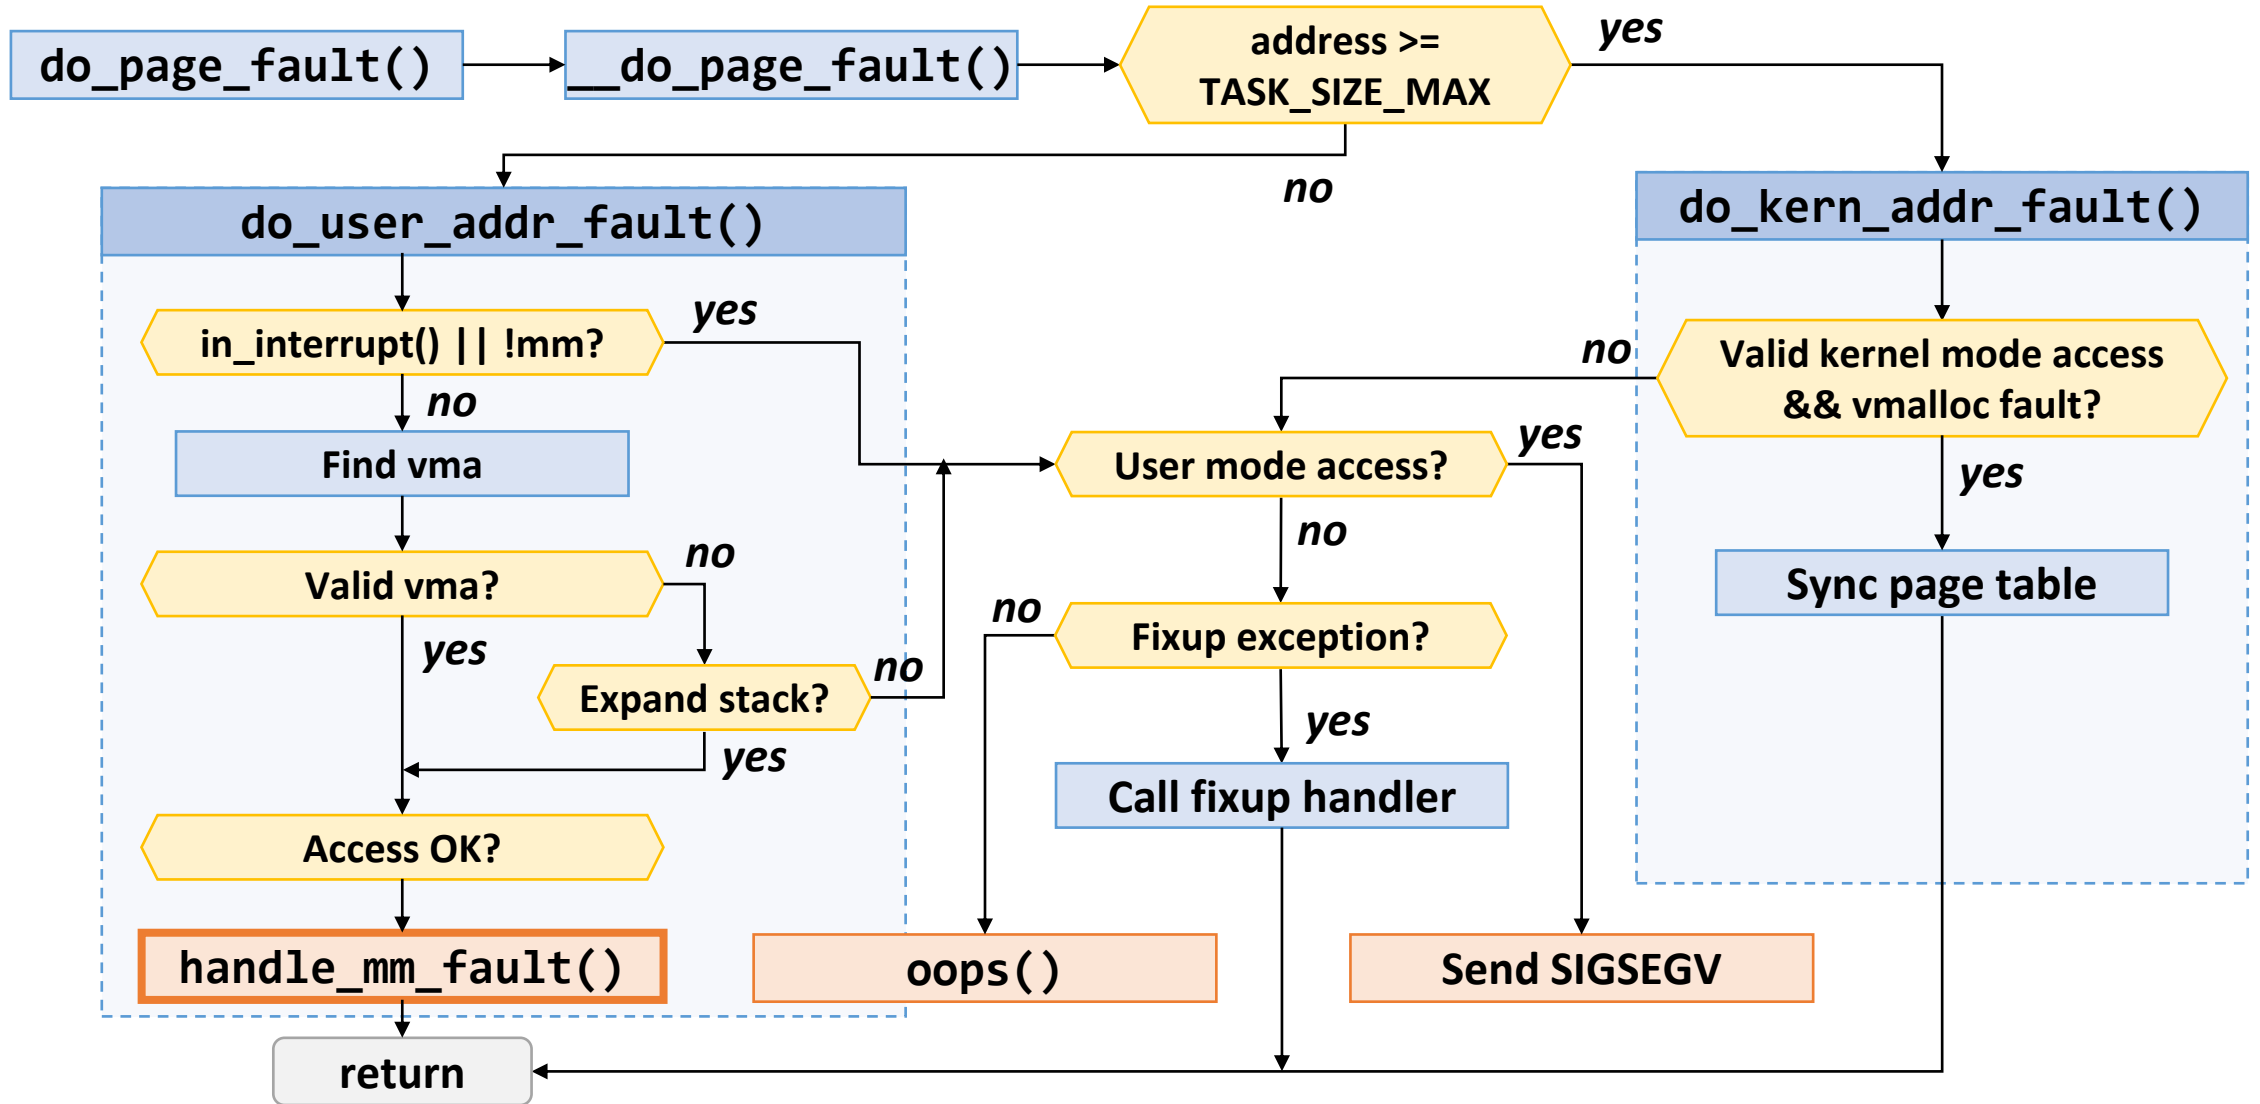 do_page_fault()
__do_page_fault()
address >=
TASK_SIZE_MAX
yes
no
do_user_addr_fault()
do_kern_addr_fault()
in_interrupt() || !mm?
yes
no
Find vma
Valid vma?
no
yes
Expand stack?
no
yes
Access OK?
handle_mm_fault()
return
Valid kernel mode access
&& vmalloc fault?
no
yes
Sync page table
User mode access?
yes
no
Fixup exception?
no
yes
Call fixup handler
oops()
Send SIGSEGV